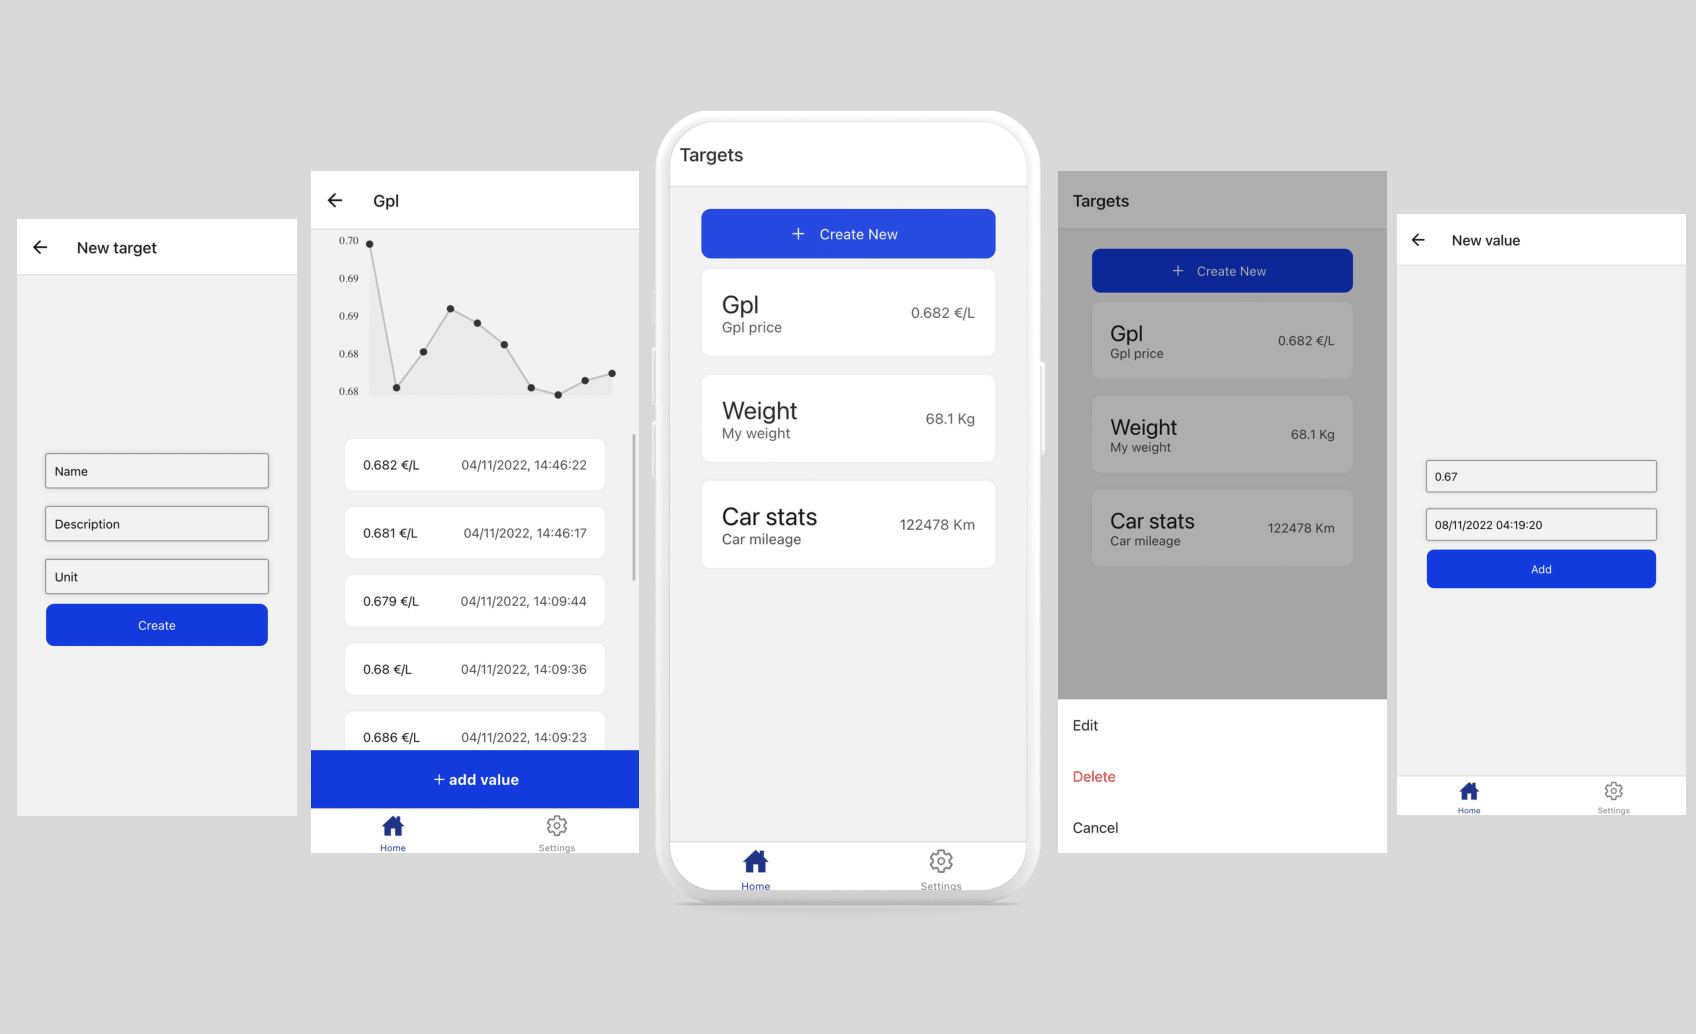 New target
Name
Description
Unit
Create
Gpl
0.70
0.69
0.69
0.68
0.68
0.682 €/L 04/11/2022, 14:46:22
0.681 €/L 04/11/2022, 14:46:17
0.679 €/L 04/11/2022, 14:09:44
0.68 €/L 04/11/2022, 14:09:36
0.686 €/L 04/11/2022, 14:09:23
+ add value
Home Settings
Targets
+ Create New
Gpl
Gpl price
0.682 €/L
Weight
My weight
68.1 Kg
Car stats
Car mileage
122478 Km
Home Settings
Targets
+ Create New
Gpl
Gpl price
0.682 €/L
Weight
My weight
68.1 Kg
Car stats
Car mileage
122478 Km
Edit
Delete
Cancel
New value
0.67
08/11/2022 04:19:20
Add
Home Settings